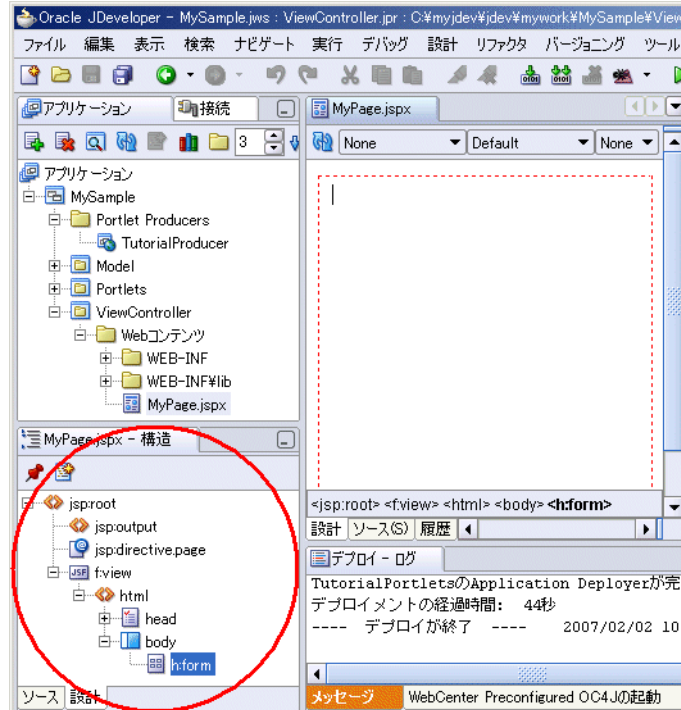 Oracle JDeveloper - MySample.jws : ViewController.jpr : C:¥myjdev¥jdev¥mywork¥MySample¥View
ファイル 編集 表示 検索 ナビゲート 実行 デバッグ 設計 リファクタ バージョニング ツール
アプリケーション 接続
3
アプリケーション
MySample
Portlet Producers
TutorialProducer
Model
Portlets
ViewController
Webコンテンツ
WEB-INF
WEB-INF¥lib
MyPage.jspx
MyPage.jspx - 構造
jsp:root
jsp:output
jsp:directive.page
JSF f:view
html
head
body
h:form
ソース 設計
MyPage.jspx
None Default None
<jsp:root> <f:view> <html> <body> <h:form>
設計 ソース(S) 履歴
デプロイ - ログ
TutorialPortletsのApplication Deployerが完
デプロイメントの経過時間: 44秒
---- デプロイが終了 ---- 2007/02/02 10
メッセージ WebCenter Preconfigured OC4Jの起動